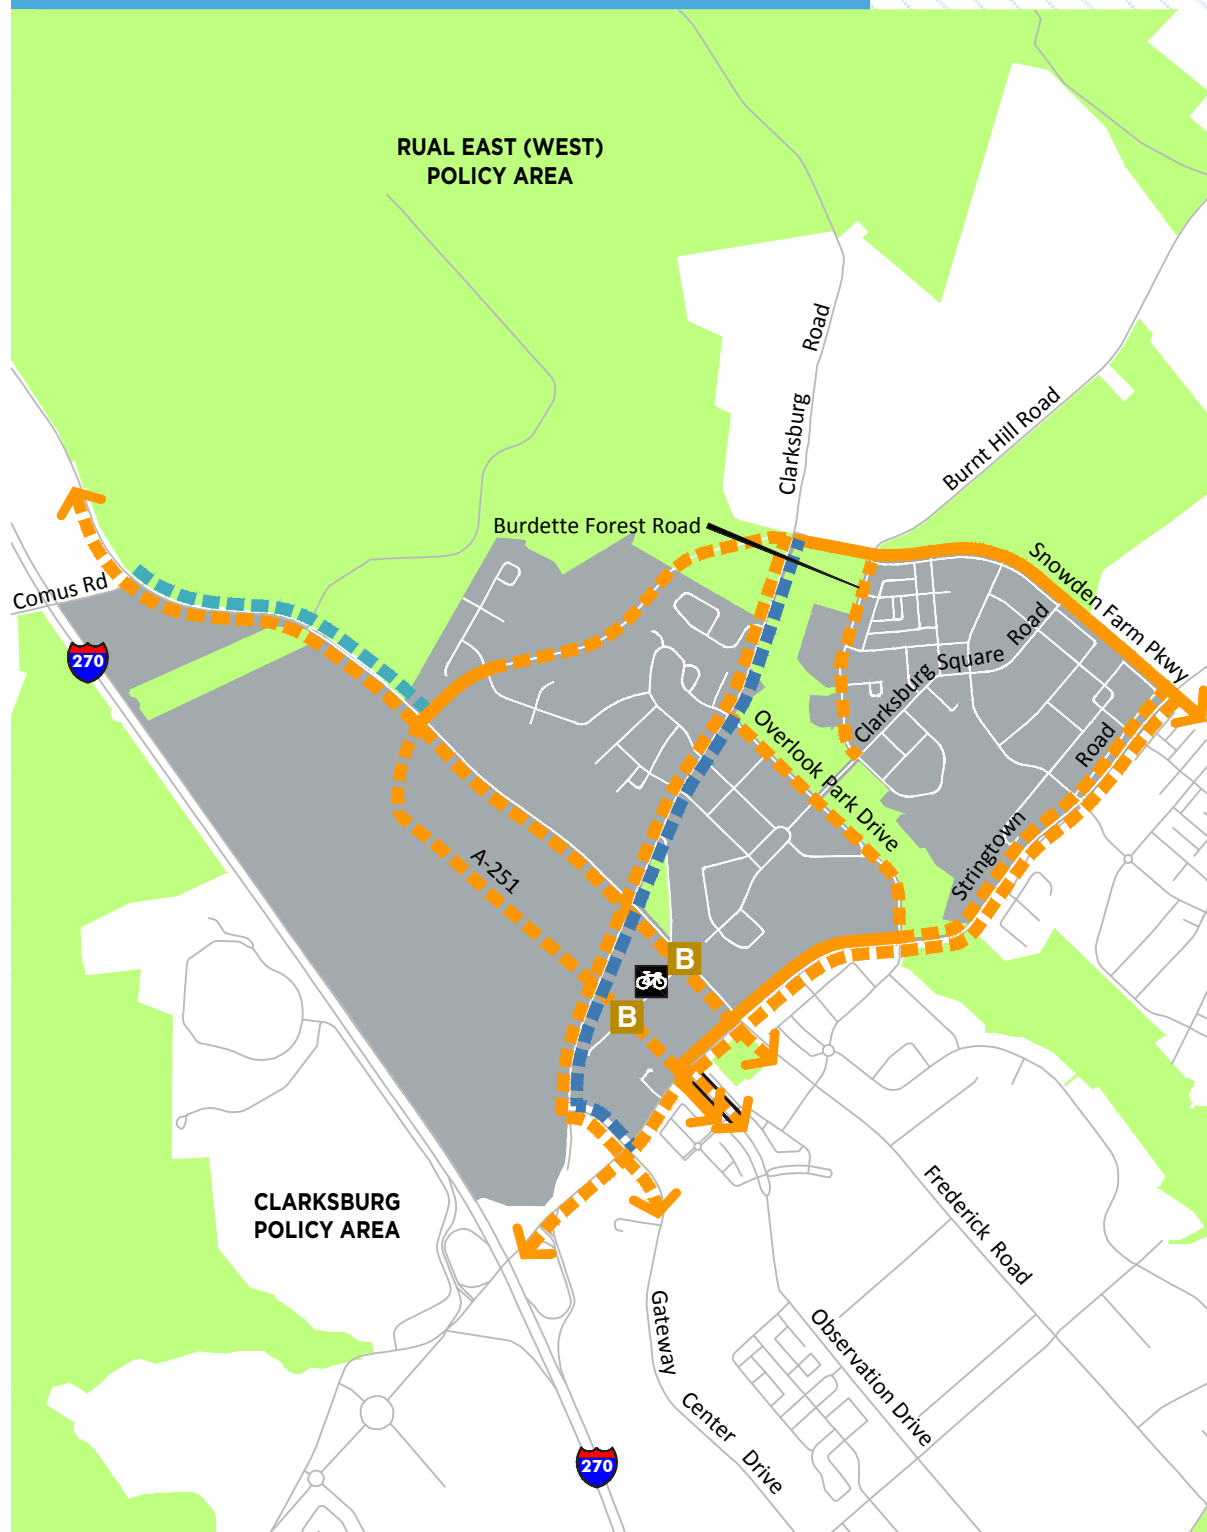 RUAL EAST (WEST)
POLICY AREA
Clarksburg Road
Burnt Hill Road
Burdette Forest Road
Snowden Farm Pkwy
Comus Rd
270
Clarksburg Square Road
Overlook Park Drive
Stringtown Road
A-251
B
B
CLARKSBURG
POLICY AREA
Frederick Road
Gateway Center Drive
Observation Drive
270